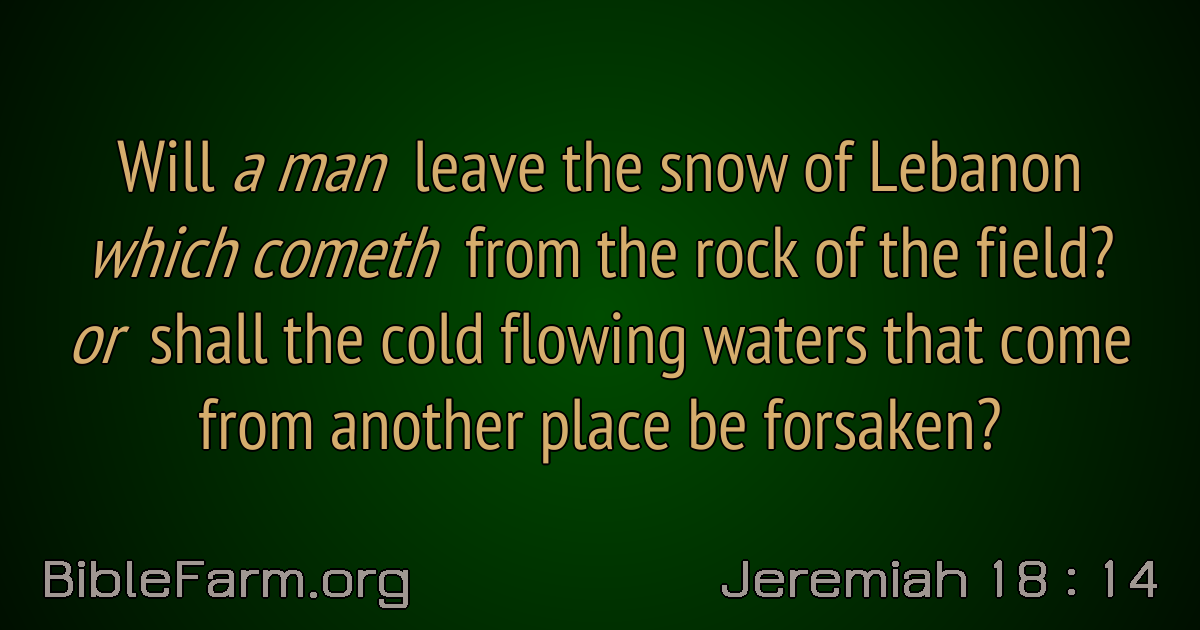 Will a man leave the snow of Lebanon
which cometh from the rock of the field?
or shall the cold flowing waters that come
from another place be forsaken?
BibleFarm.org
Jeremiah 18 : 14